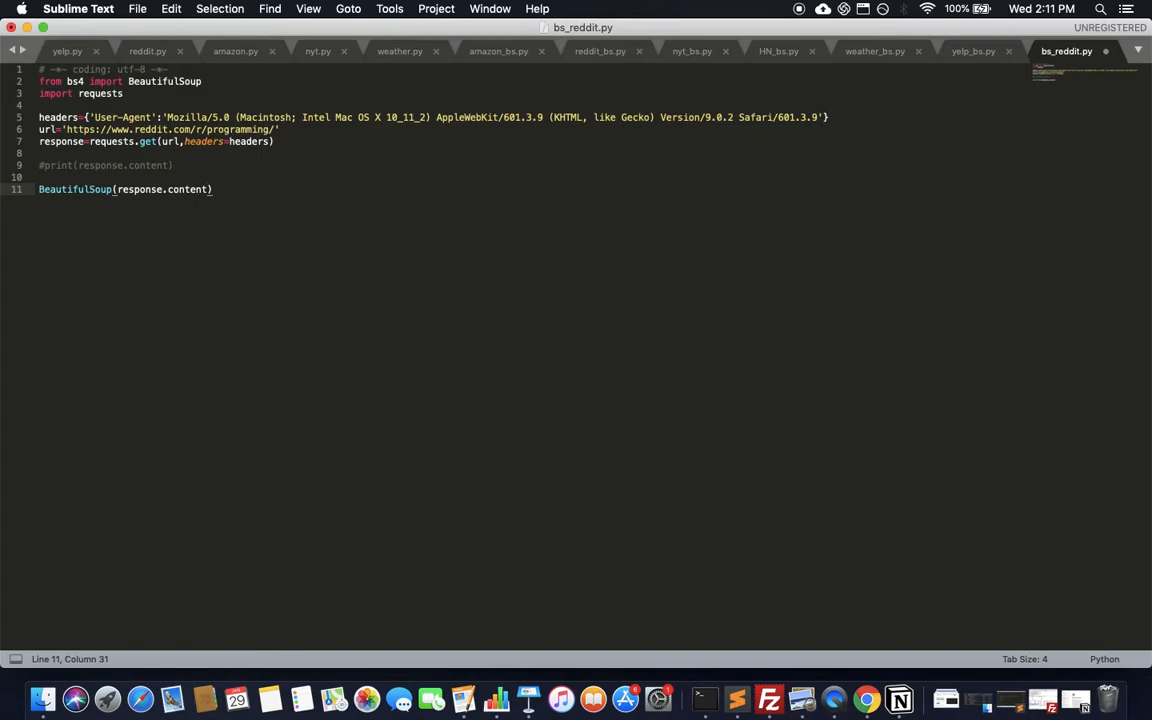 Sublime Text File Edit Selection Find View Goto Tools Project Window Help 100% Wed 2:11 PM
bs_reddit.py UNREGISTERED
yelp.py reddit.py amazon.py nyt.py weather.py amazon_bs.py reddit_bs.py nyt_bs.py HN_bs.py weather_bs.py yelp_bs.py bs_reddit.py
1 # -*- coding: utf-8 -*-
2 from bs4 import BeautifulSoup
3 import requests
4
5 headers={'User-Agent':'Mozilla/5.0 (Macintosh; Intel Mac OS X 10_11_2) AppleWebKit/601.3.9 (KHTML, like Gecko) Version/9.0.2 Safari/601.3.9'}
6 url='https://www.reddit.com/r/programming/'
7 response=requests.get(url,headers=headers)
8
9 #print(response.content)
10
11 BeautifulSoup(response.content)
Line 11, Column 31 Tab Size: 4 Python
6 1
JAN
29